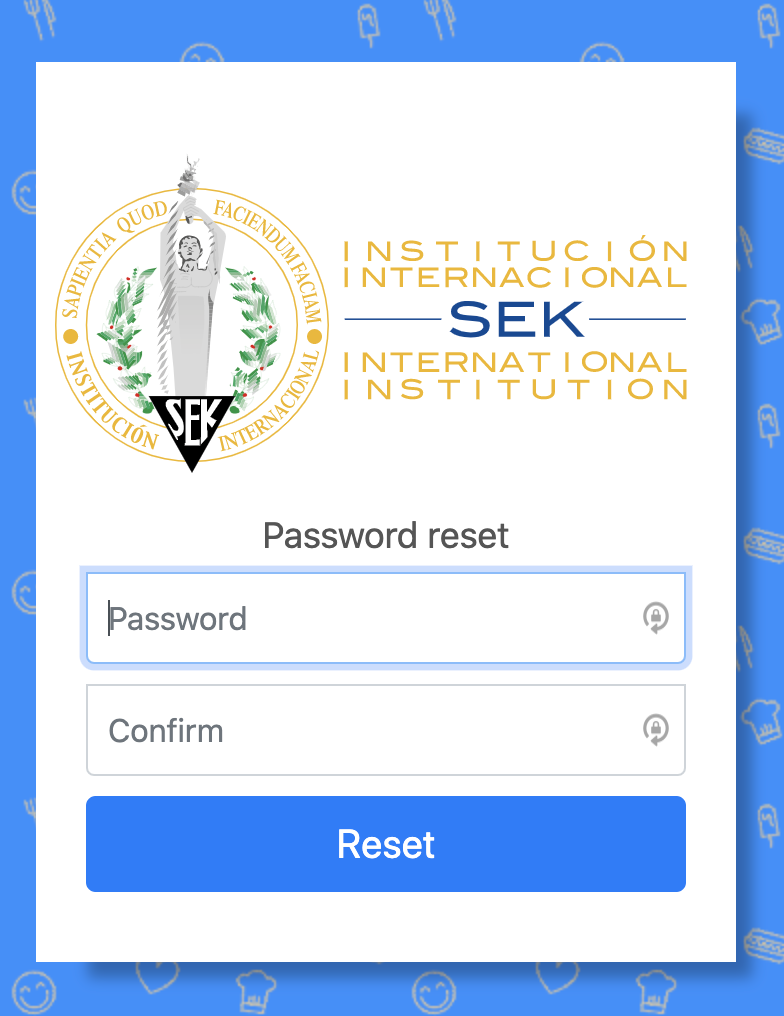 SAPIENTIA QUOD FACIENDUM FACIAM
INSTITUCIÓN INTERNACIONAL
SEK
INSTITUCIÓN
INTERNACIONAL
SEK
INTERNATIONAL
INSTITUTION
Password reset
Password
Confirm
Reset